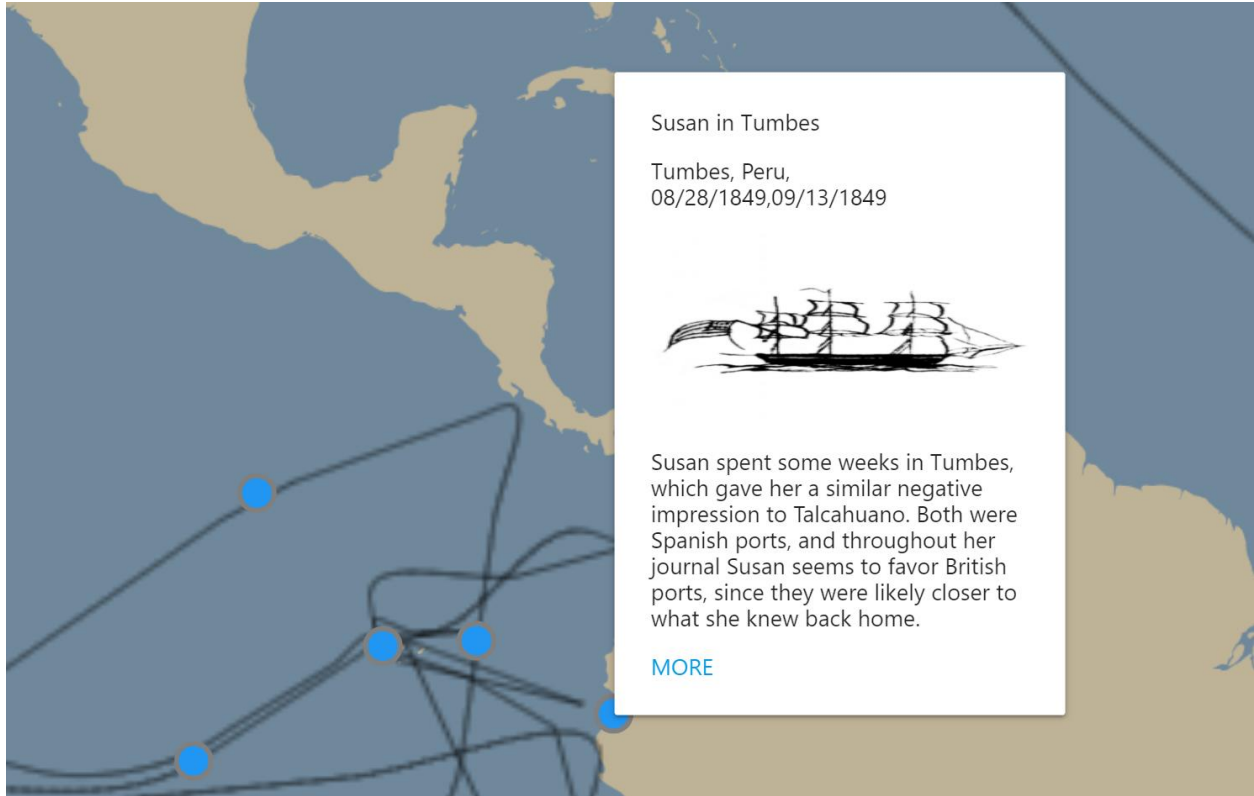 Susan in Tumbes
Tumbes, Peru,
08/28/1849,09/13/1849
Susan spent some weeks in Tumbes,
which gave her a similar negative
impression to Talcahuano. Both were
Spanish ports, and throughout her
journal Susan seems to favor British
ports, since they were likely closer to
what she knew back home.
MORE